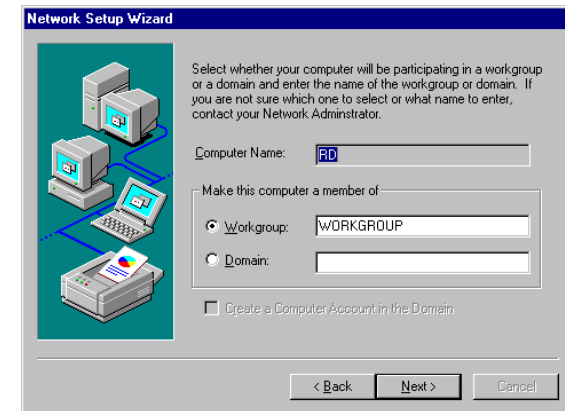 Network Setup Wizard
Select whether your computer will be participating in a workgroup
or a domain and enter the name of the workgroup or domain. If
you are not sure which one to select or what name to enter,
contact your Network Adminstrator.
Computer Name: RD
Make this computer a member of
Workgroup: WORKGROUP
Domain:
Create a Computer Account in the Domain
< Back Next > Cancel